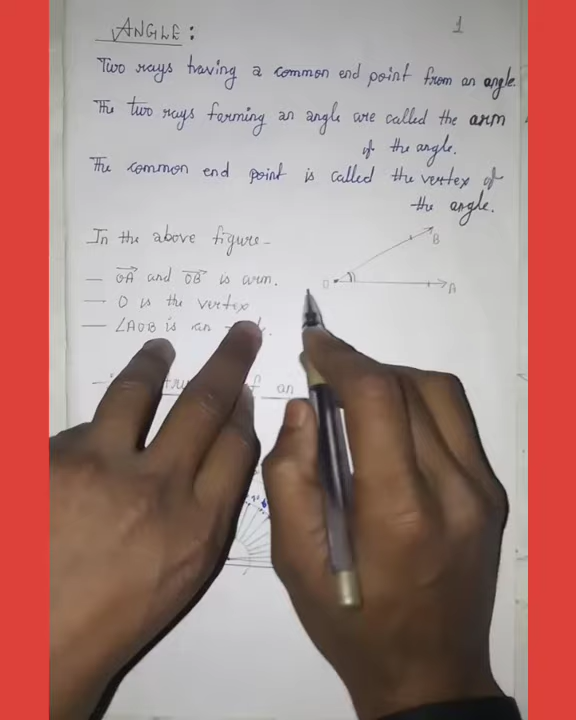 ANGLE: 1
Two rays having a common end point from an angle.
The two rays farming an angle are called the arm
of the angle.
The common end point is called the vertex of
the angle.
In the above figure-
B
— OA and OB is arm.
O A
— O is the vertex
— ∠AOB is an